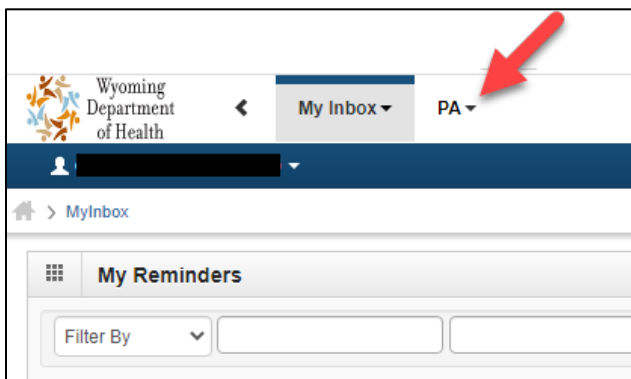 Wyoming
Department
of Health
My Inbox
PA
MyInbox
My Reminders
Filter By